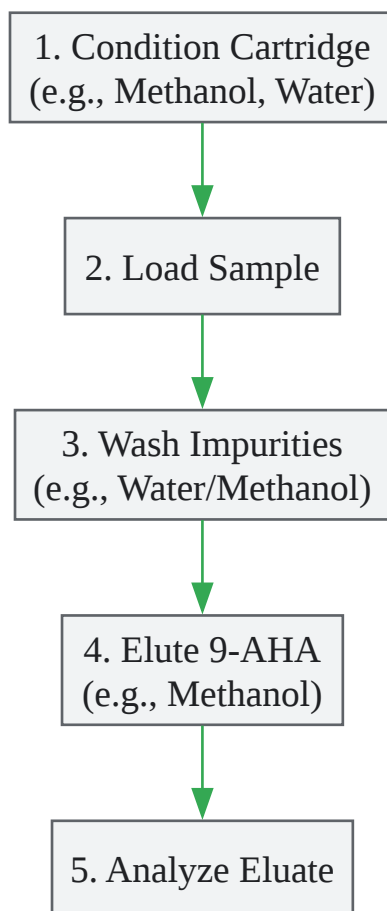 1. Condition Cartridge
(e.g., Methanol, Water)
2. Load Sample
3. Wash Impurities
(e.g., Water/Methanol)
4. Elute 9-AHA
(e.g., Methanol)
5. Analyze Eluate